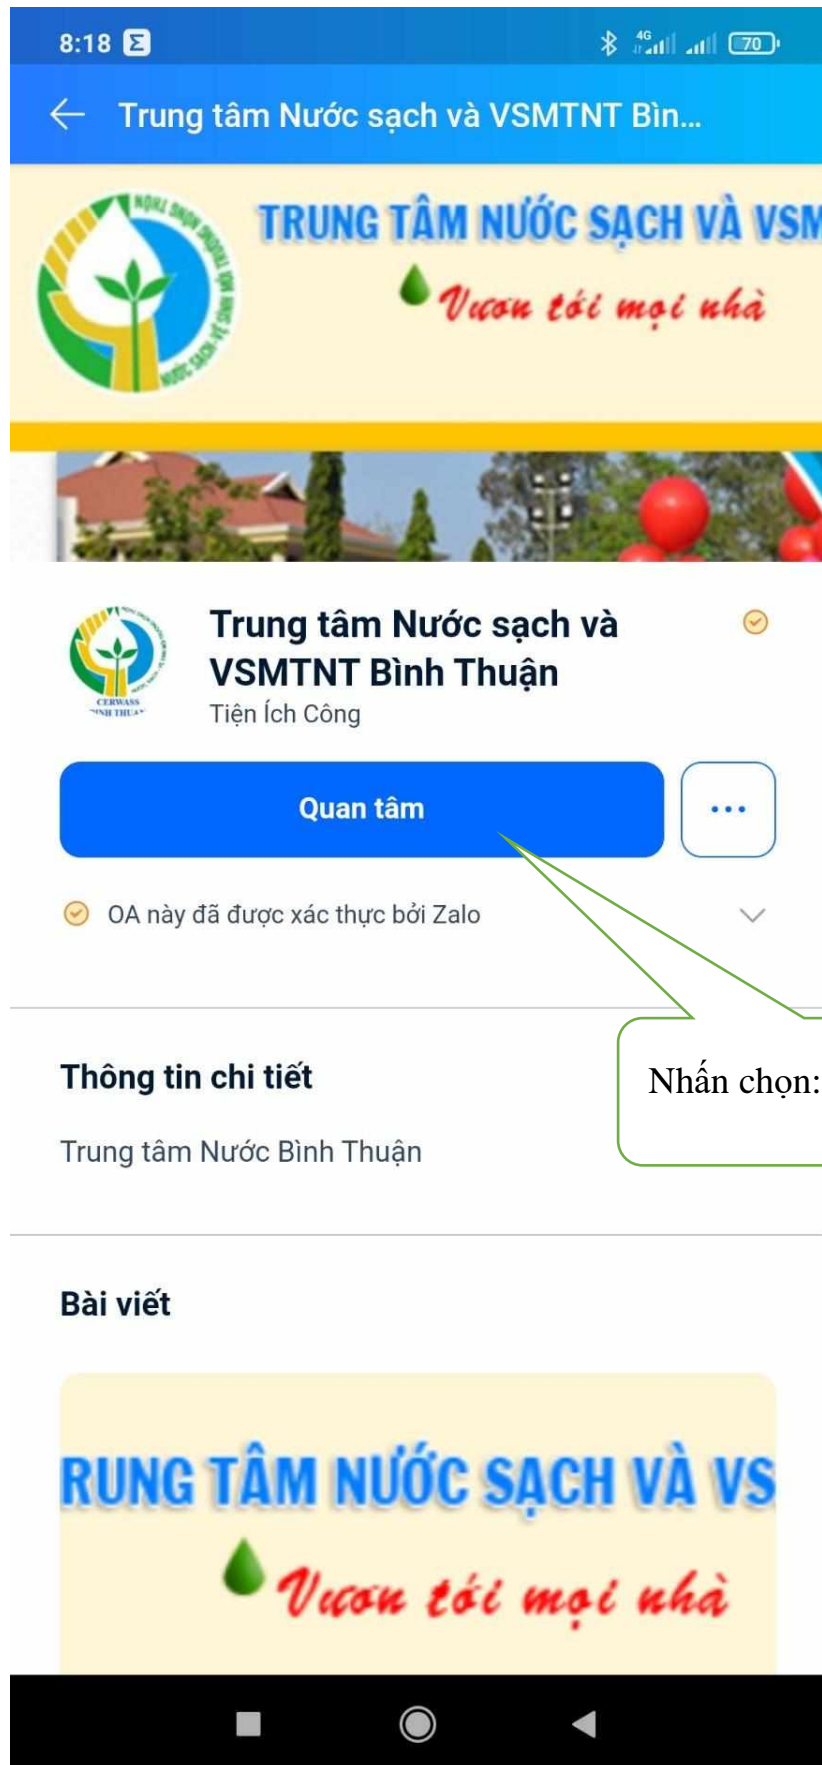 8:18
4G
70
Trung tâm Nước sạch và VSMTNT Bìn...
TRUNG TÂM NƯỚC SẠCH VÀ VSM
Vươn tới mọi nhà
Trung tâm Nước sạch và
VSMTNT Bình Thuận
CERWASS
Tiện Ích Công
Quan tâm
OA này đã được xác thực bởi Zalo
Thông tin chi tiết
Nhấn chọn:
Trung tâm Nước Bình Thuận
Bài viết
RUNG TÂM NƯỚC SẠCH VÀ VS
Vươn tới mọi nhà